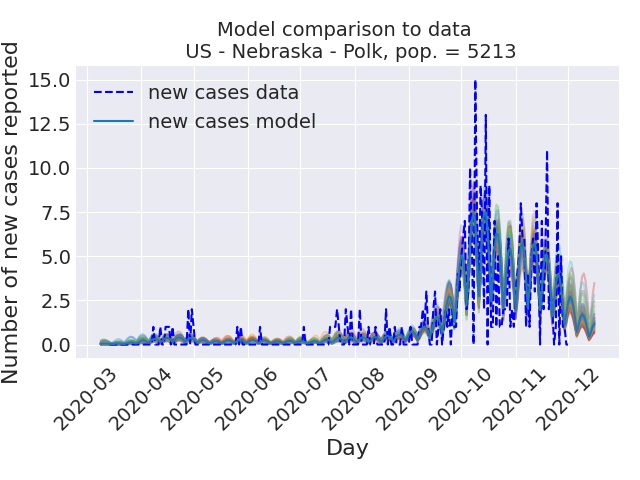 Model comparison to data
US - Nebraska - Polk, pop. = 5213
Number of new cases reported
15.0
12.5
10.0
7.5
5.0
2.5
0.0
new cases data
new cases model
2020-03
2020-04
2020-05
2020-06
2020-07
2020-08
2020-09
2020-10
2020-11
2020-12
Day